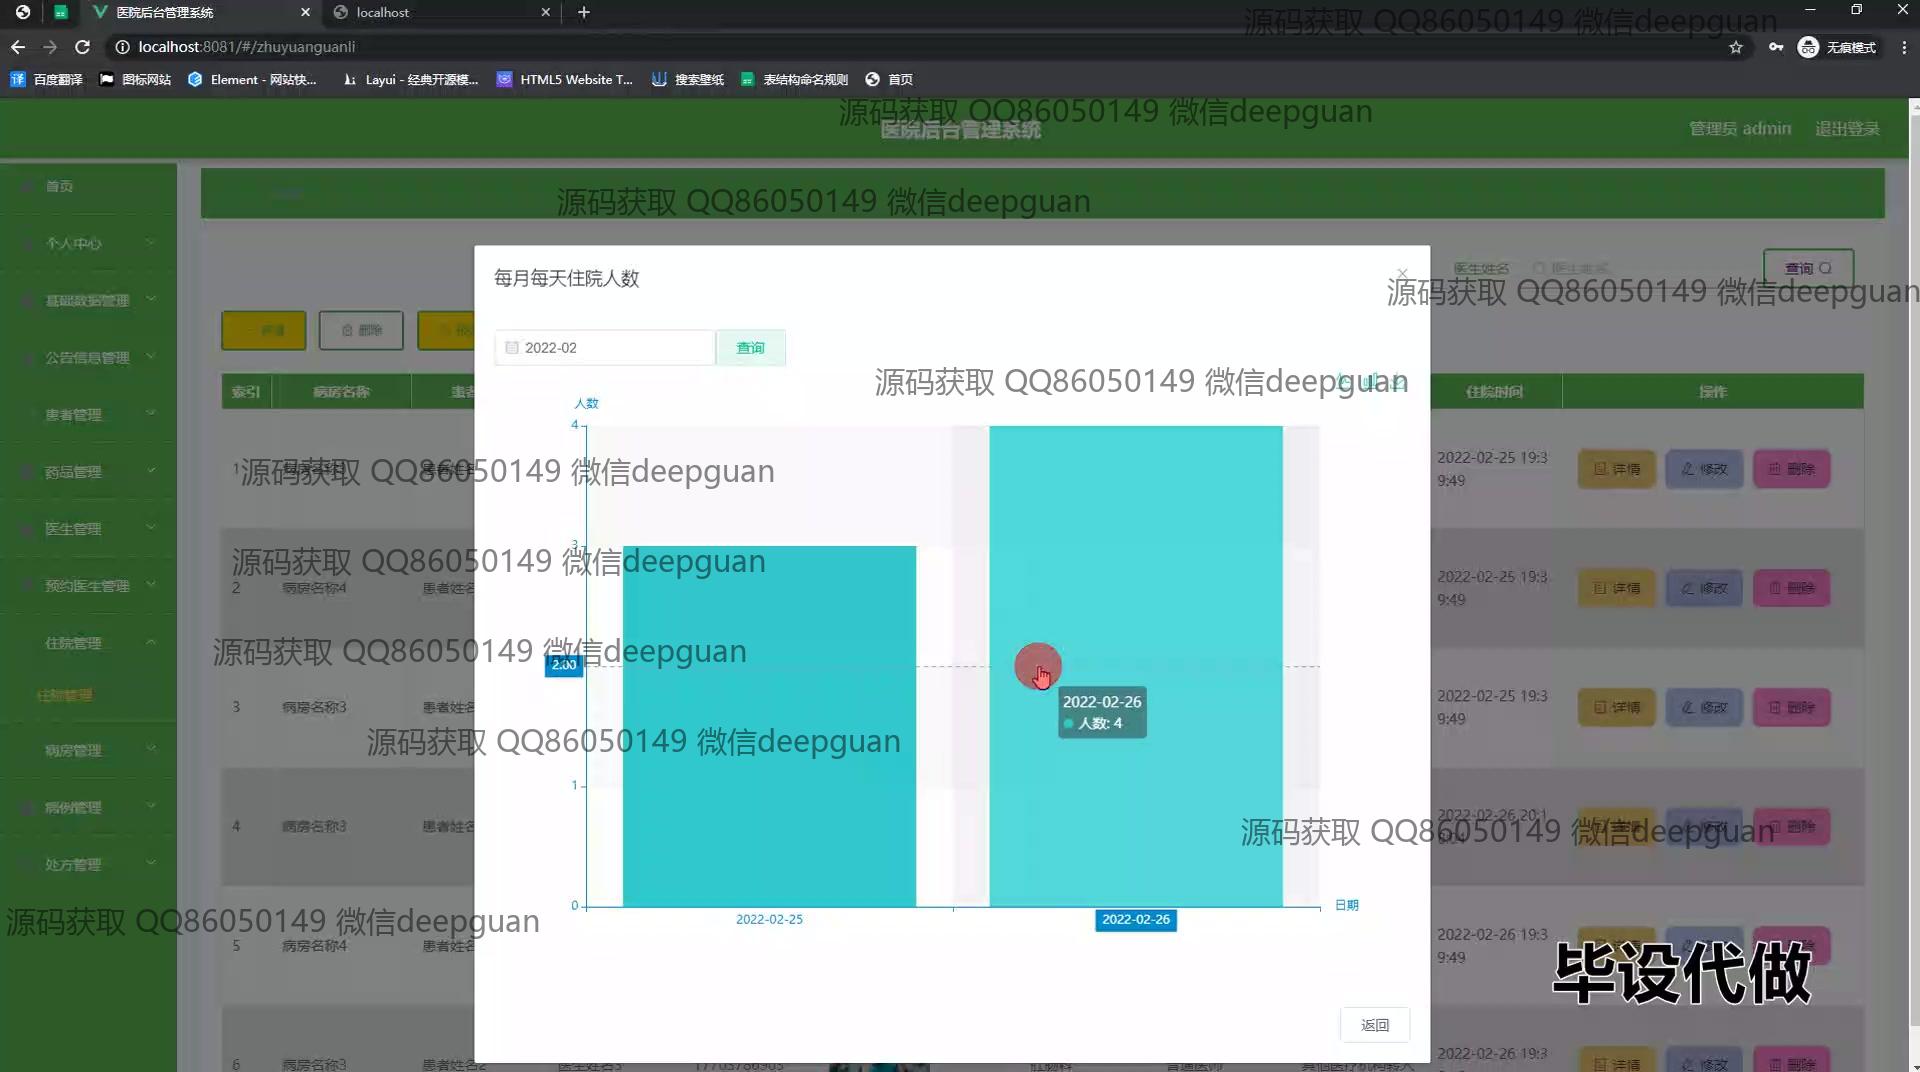 医院后台管理系统
localhost
localhost:8081/#/zhuyuanguanli
无痕模式
百度翻译
图标网站
Element - 网站快...
Layui - 经典开源模...
HTML5 Website T...
搜索壁纸
表结构命名规则
首页
源码获取 QQ86050149 微信deepguan
源码获取 QQ86050149 微信deepguan
医院后台管理系统
管理员 admin
退出登录
首页
个人中心
基础数据管理
公告信息管理
患者管理
药品管理
医生管理
预约医生管理
住院管理
住院管理
病房管理
病例管理
处方管理
源码获取 QQ86050149 微信deepguan
每月每天住院人数
医生姓名
医生姓名
查询
源码获取 QQ86050149 微信deepguan
删除
2022-02
查询
源码获取 QQ86050149 微信deepguan
索引
病房名称
患者
住院时间
操作
人数
4
3
2.00
1
0
2022-02-25
2022-02-26
日期
2022-02-26
人数: 4
1
源码获取 QQ86050149 微信deepguan
2022-02-25 19:3
9:49
详情
修改
删除
源码获取 QQ86050149 微信deepguan
2
病房名称4
患者姓名
2022-02-25 19:3
9:49
详情
修改
删除
源码获取 QQ86050149 微信deepguan
3
病房名称3
患者姓名
2022-02-25 19:3
9:49
详情
修改
删除
源码获取 QQ86050149 微信deepguan
4
病房名称3
患者姓名
2022-02-26 20:1
删除
源码获取 QQ86050149 微信deepguan
源码获取 QQ86050149 微信deepguan
5
病房名称4
患者姓名
2022-02-26 19:3
9:49
毕设代做
返回
6
病房名称3
患者姓名2
医生姓名3
17703786903
普通医师
2022-02-26 19:3
详情
修改
删除